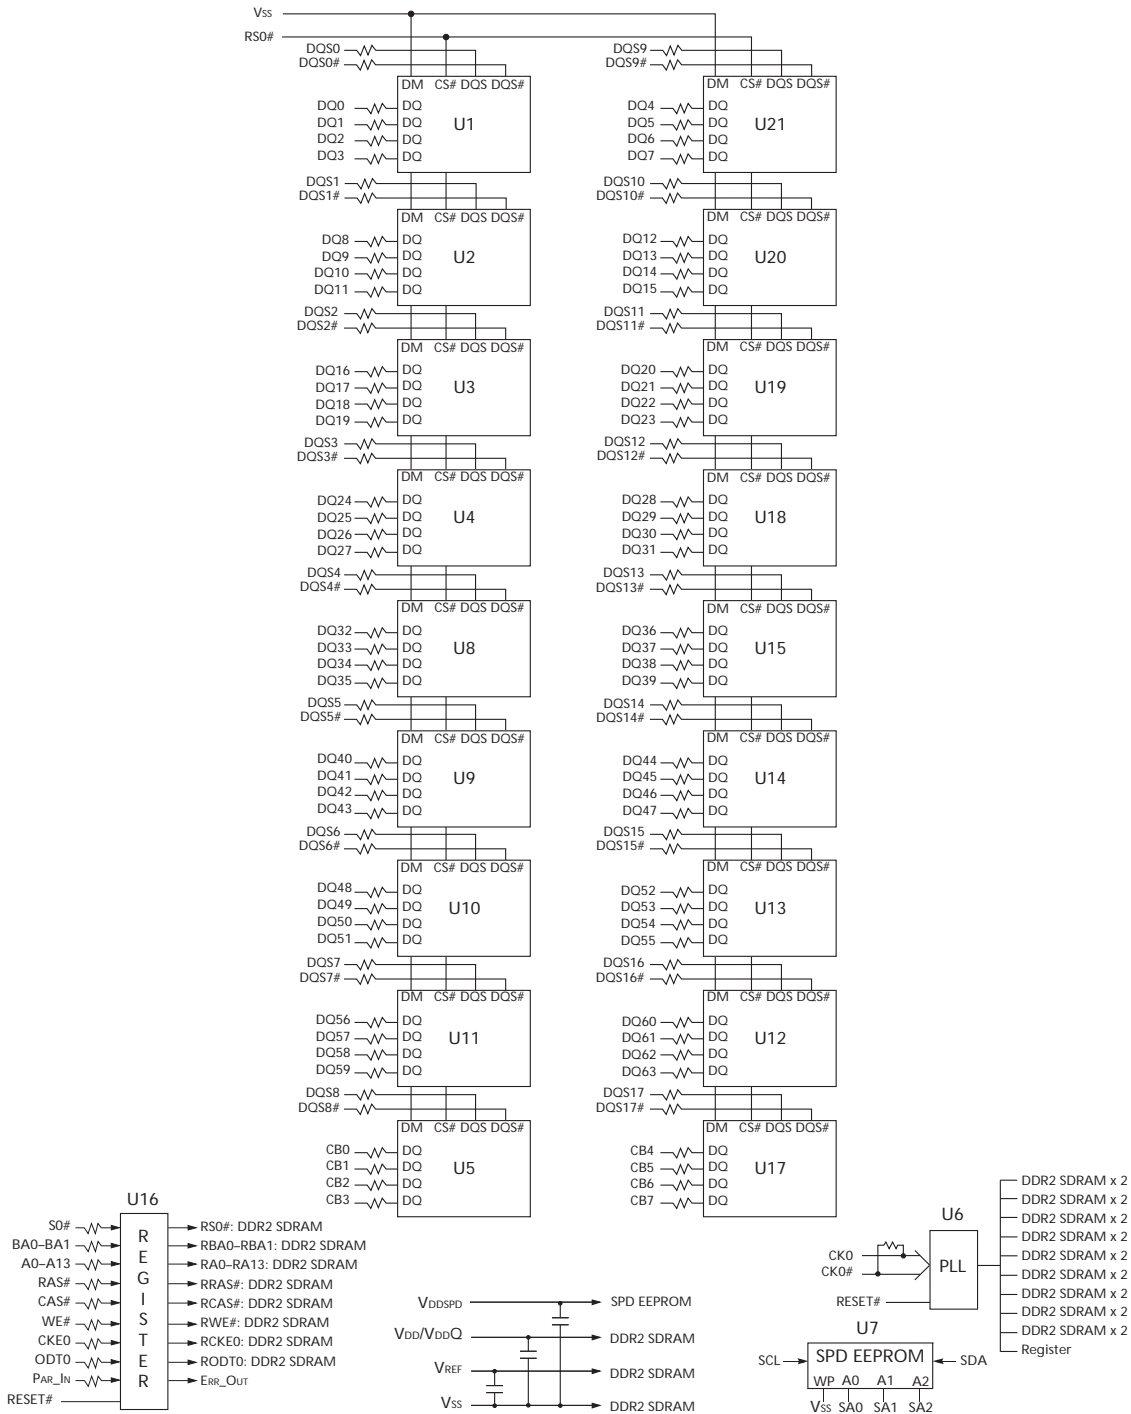 Vss
RS0#
DQS0
DQS0#
DM CS# DQS DQS#
U1
DQ0 DQ
DQ1 DQ
DQ2 DQ
DQ3 DQ
DQS1
DQS1#
DM CS# DQS DQS#
U2
DQ8 DQ
DQ9 DQ
DQ10 DQ
DQ11 DQ
DQS2
DQS2#
DM CS# DQS DQS#
U3
DQ16 DQ
DQ17 DQ
DQ18 DQ
DQ19 DQ
DQS3
DQS3#
DM CS# DQS DQS#
U4
DQ24 DQ
DQ25 DQ
DQ26 DQ
DQ27 DQ
DQS4
DQS4#
DM CS# DQS DQS#
U8
DQ32 DQ
DQ33 DQ
DQ34 DQ
DQ35 DQ
DQS5
DQS5#
DM CS# DQS DQS#
U9
DQ40 DQ
DQ41 DQ
DQ42 DQ
DQ43 DQ
DQS6
DQS6#
DM CS# DQS DQS#
U10
DQ48 DQ
DQ49 DQ
DQ50 DQ
DQ51 DQ
DQS7
DQS7#
DM CS# DQS DQS#
U11
DQ56 DQ
DQ57 DQ
DQ58 DQ
DQ59 DQ
DQS8
DQS8#
DM CS# DQS DQS#
U5
CB0 DQ
CB1 DQ
CB2 DQ
CB3 DQ
DQS9
DQS9#
DM CS# DQS DQS#
U21
DQ4 DQ
DQ5 DQ
DQ6 DQ
DQ7 DQ
DQS10
DQS10#
DM CS# DQS DQS#
U20
DQ12 DQ
DQ13 DQ
DQ14 DQ
DQ15 DQ
DQS11
DQS11#
DM CS# DQS DQS#
U19
DQ20 DQ
DQ21 DQ
DQ22 DQ
DQ23 DQ
DQS12
DQS12#
DM CS# DQS DQS#
U18
DQ28 DQ
DQ29 DQ
DQ30 DQ
DQ31 DQ
DQS13
DQS13#
DM CS# DQS DQS#
U15
DQ36 DQ
DQ37 DQ
DQ38 DQ
DQ39 DQ
DQS14
DQS14#
DM CS# DQS DQS#
U14
DQ44 DQ
DQ45 DQ
DQ46 DQ
DQ47 DQ
DQS15
DQS15#
DM CS# DQS DQS#
U13
DQ52 DQ
DQ53 DQ
DQ54 DQ
DQ55 DQ
DQS16
DQS16#
DM CS# DQS DQS#
U12
DQ60 DQ
DQ61 DQ
DQ62 DQ
DQ63 DQ
DQS17
DQS17#
DM CS# DQS DQS#
U17
CB4 DQ
CB5 DQ
CB6 DQ
CB7 DQ
U16
REGISTER
S0# RS0#: DDR2 SDRAM
BA0–BA1 RBA0–RBA1: DDR2 SDRAM
A0–A13 RA0–RA13: DDR2 SDRAM
RAS# RRAS#: DDR2 SDRAM
CAS# RCAS#: DDR2 SDRAM
WE# RWE#: DDR2 SDRAM
CKE0 RCKE0: DDR2 SDRAM
ODT0 RODT0: DDR2 SDRAM
PAR_IN ERR_OUT
RESET#
VDDSPD SPD EEPROM
VDD/VDDQ DDR2 SDRAM
VREF DDR2 SDRAM
Vss DDR2 SDRAM
U6
PLL
CK0
CK0#
RESET#
DDR2 SDRAM x 2
DDR2 SDRAM x 2
DDR2 SDRAM x 2
DDR2 SDRAM x 2
DDR2 SDRAM x 2
DDR2 SDRAM x 2
DDR2 SDRAM x 2
DDR2 SDRAM x 2
DDR2 SDRAM x 2
Register
U7
SCL SPD EEPROM SDA
WP A0 A1 A2
Vss SA0 SA1 SA2